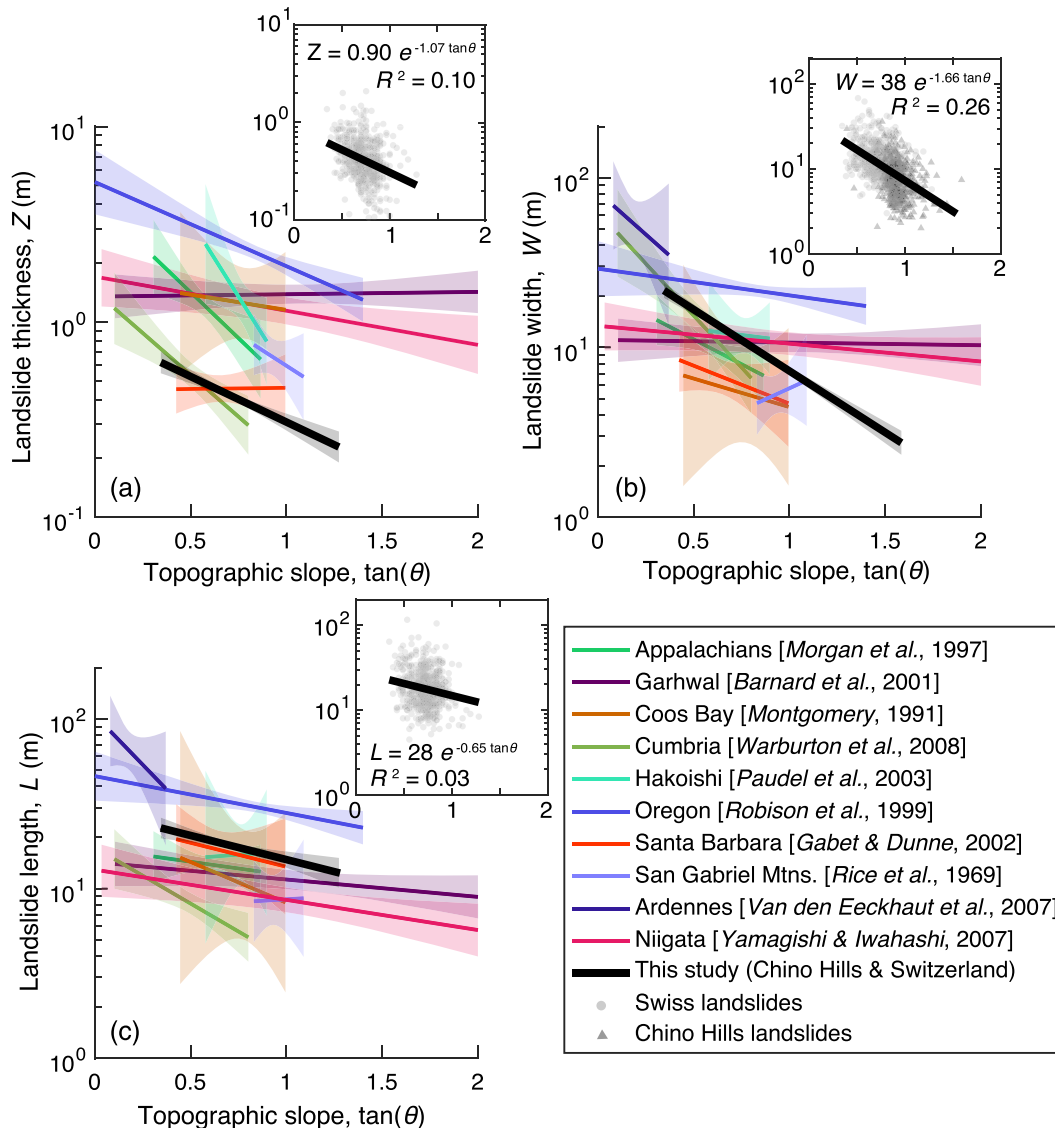 10^1
Z = 0.90 e^-1.07 tanθ
R^2 = 0.10
10^0
10^-1
0
1
2
10^1
10^0
10^-1
Landslide thickness, Z (m)
(a)
0
0.5
1
1.5
2
Topographic slope, tan(θ)
10^2
W = 38 e^-1.66 tanθ
R^2 = 0.26
10^1
10^0
0
1
2
10^2
10^1
10^0
Landslide width, W (m)
(b)
0
0.5
1
1.5
2
Topographic slope, tan(θ)
10^2
10^1
L = 28 e^-0.65 tanθ
R^2 = 0.03
10^0
0
1
2
10^2
10^1
10^0
Landslide length, L (m)
(c)
0
0.5
1
1.5
2
Topographic slope, tan(θ)
Appalachians [Morgan et al., 1997]
Garhwal [Barnard et al., 2001]
Coos Bay [Montgomery, 1991]
Cumbria [Warburton et al., 2008]
Hakoishi [Paudel et al., 2003]
Oregon [Robison et al., 1999]
Santa Barbara [Gabet & Dunne, 2002]
San Gabriel Mtns. [Rice et al., 1969]
Ardennes [Van den Eeckhaut et al., 2007]
Niigata [Yamagishi & Iwahashi, 2007]
This study (Chino Hills & Switzerland)
Swiss landslides
Chino Hills landslides